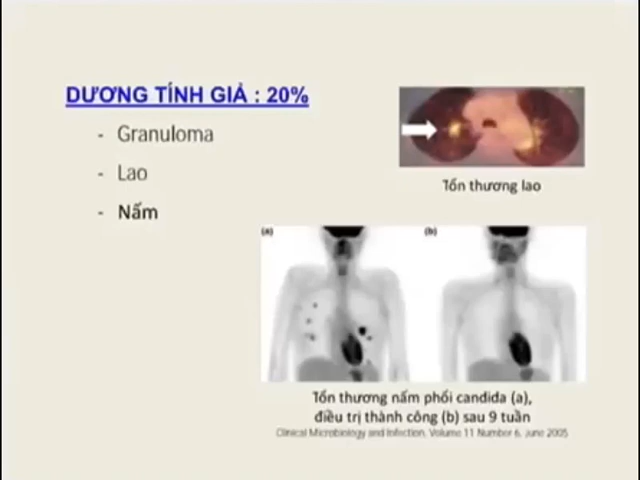 DƯƠNG TÍNH GIẢ : 20%
- Granuloma
- Lao
- Nấm
Tổn thương lao
(a)
(b)
Tổn thương nấm phổi candida (a),
điều trị thành công (b) sau 9 tuần
Clinical Microbiology and Infection, Volume 11 Number 6, June 2005